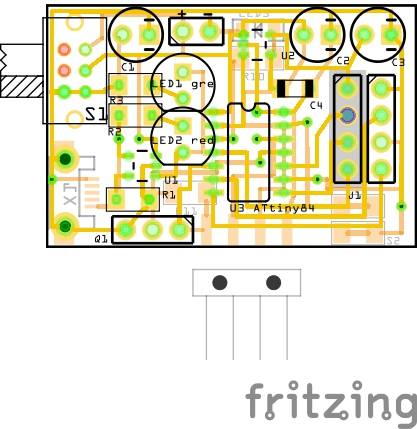 + -
LED3
C1
U2
C2
C3
R10
LED1 gre
R3
S1
C4
R2
LED2 red
U1
JX
R1
J1
U3 ATtiny84
Q1
S2
fritzing